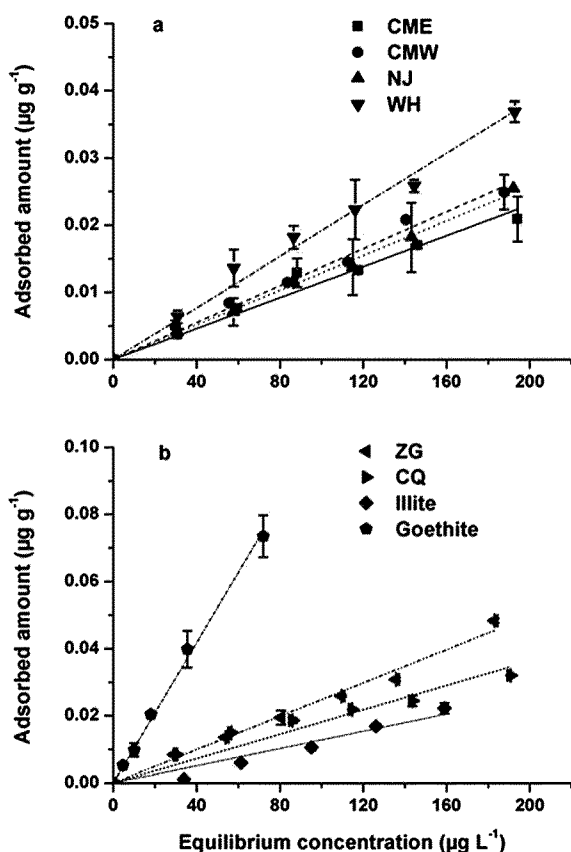 a
CME
CMW
NJ
WH
Adsorbed amount (µg g⁻¹)
0.05
0.04
0.03
0.02
0.01
0.00
0 40 80 120 160 200
b
ZG
CQ
Illite
Goethite
Adsorbed amount (µg g⁻¹)
0.10
0.08
0.06
0.04
0.02
0.00
0 40 80 120 160 200
Equilibrium concentration (µg L⁻¹)